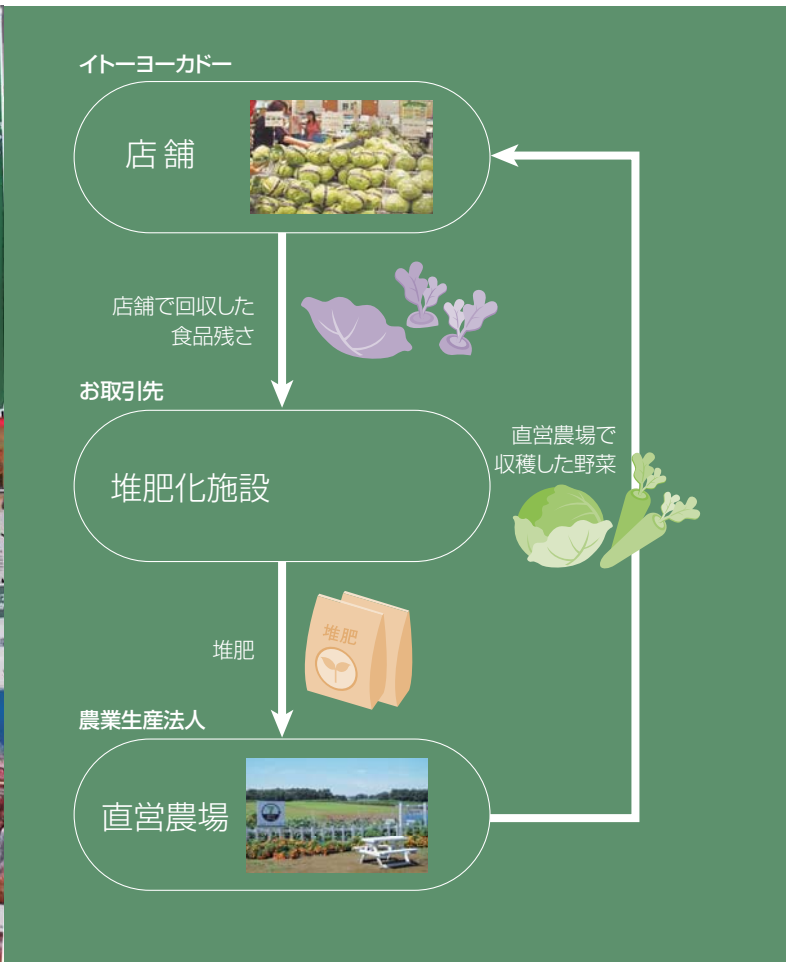 イトーヨーカドー
店舗
店舗で回収した
食品残さ
お取引先
堆肥化施設
直営農場で
収穫した野菜
堆肥
堆肥
農業生産法人
直営農場